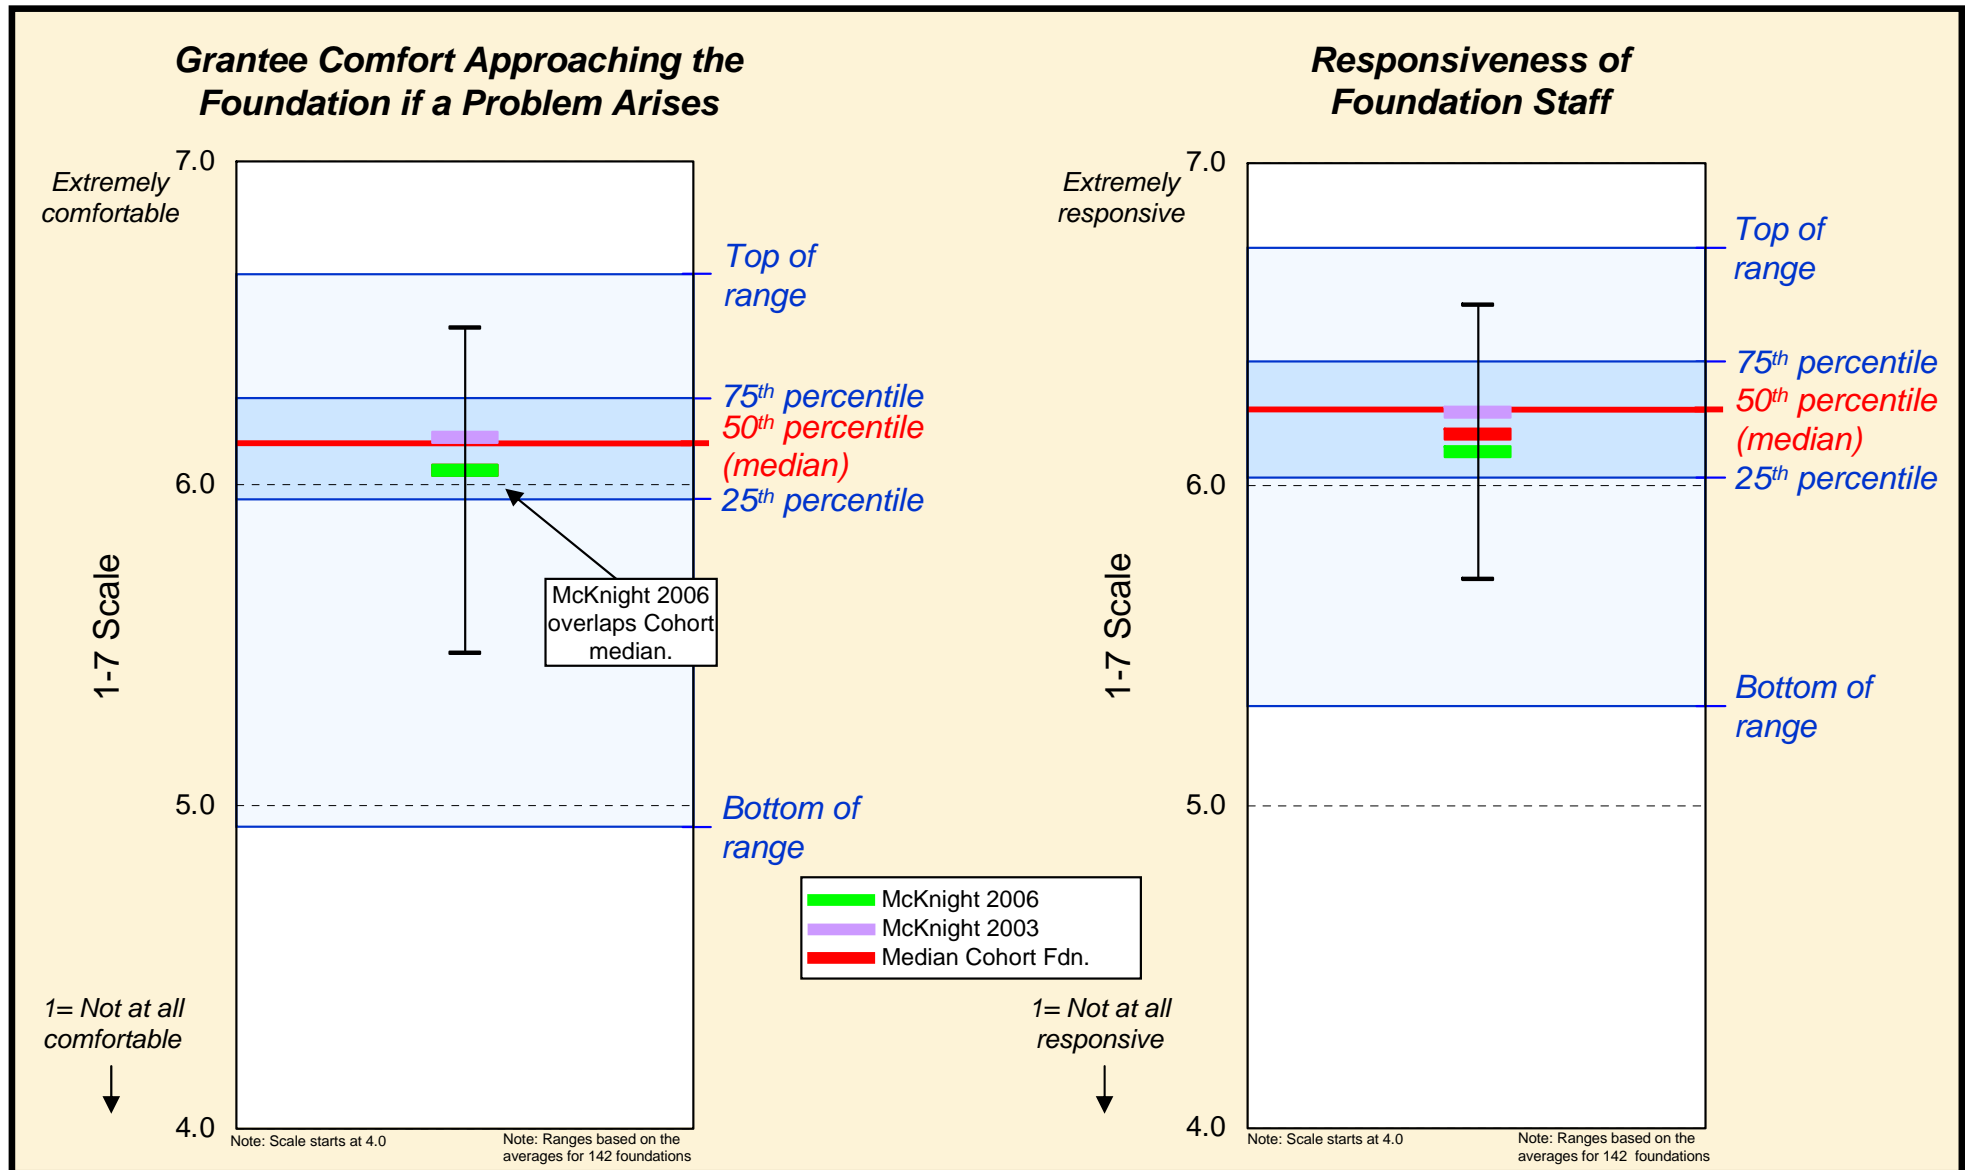 Grantee Comfort Approaching the
Foundation if a Problem Arises
7.0
Extremely
comfortable
Top of
range
75th percentile
50th percentile
(median)
6.0
25th percentile
McKnight 2006
overlaps Cohort
median.
1-7 Scale
5.0
Bottom of
range
1= Not at all
comfortable
4.0
Note: Scale starts at 4.0
Note: Ranges based on the
averages for 142 foundations
McKnight 2006
McKnight 2003
Median Cohort Fdn.
Responsiveness of
Foundation Staff
7.0
Extremely
responsive
Top of
range
75th percentile
50th percentile
(median)
6.0
25th percentile
1-7 Scale
Bottom of
range
5.0
1= Not at all
responsive
4.0
Note: Scale starts at 4.0
Note: Ranges based on the
averages for 142 foundations